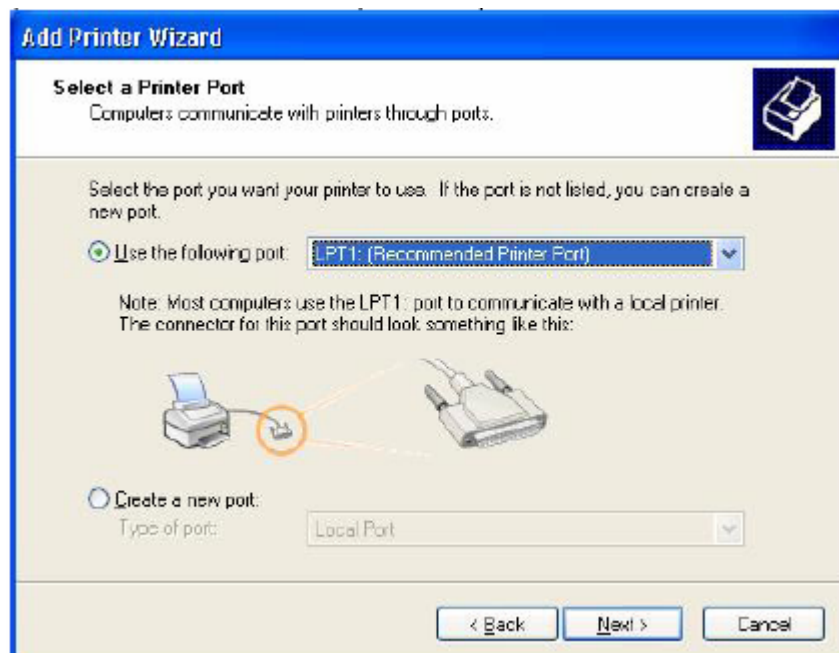 Add Printer Wizard
Select a Printer Port
Computers communicate with printers through ports.
Select the port you want your printer to use. If the port is not listed, you can create a
new port.
Use the following port:
LPT1: (Recommended Printer Port)
Note: Most computers use the LPT1: port to communicate with a local printer.
The connector for this port should look something like this:
Create a new port:
Type of port:
Local Port
< Back
Next >
Cancel